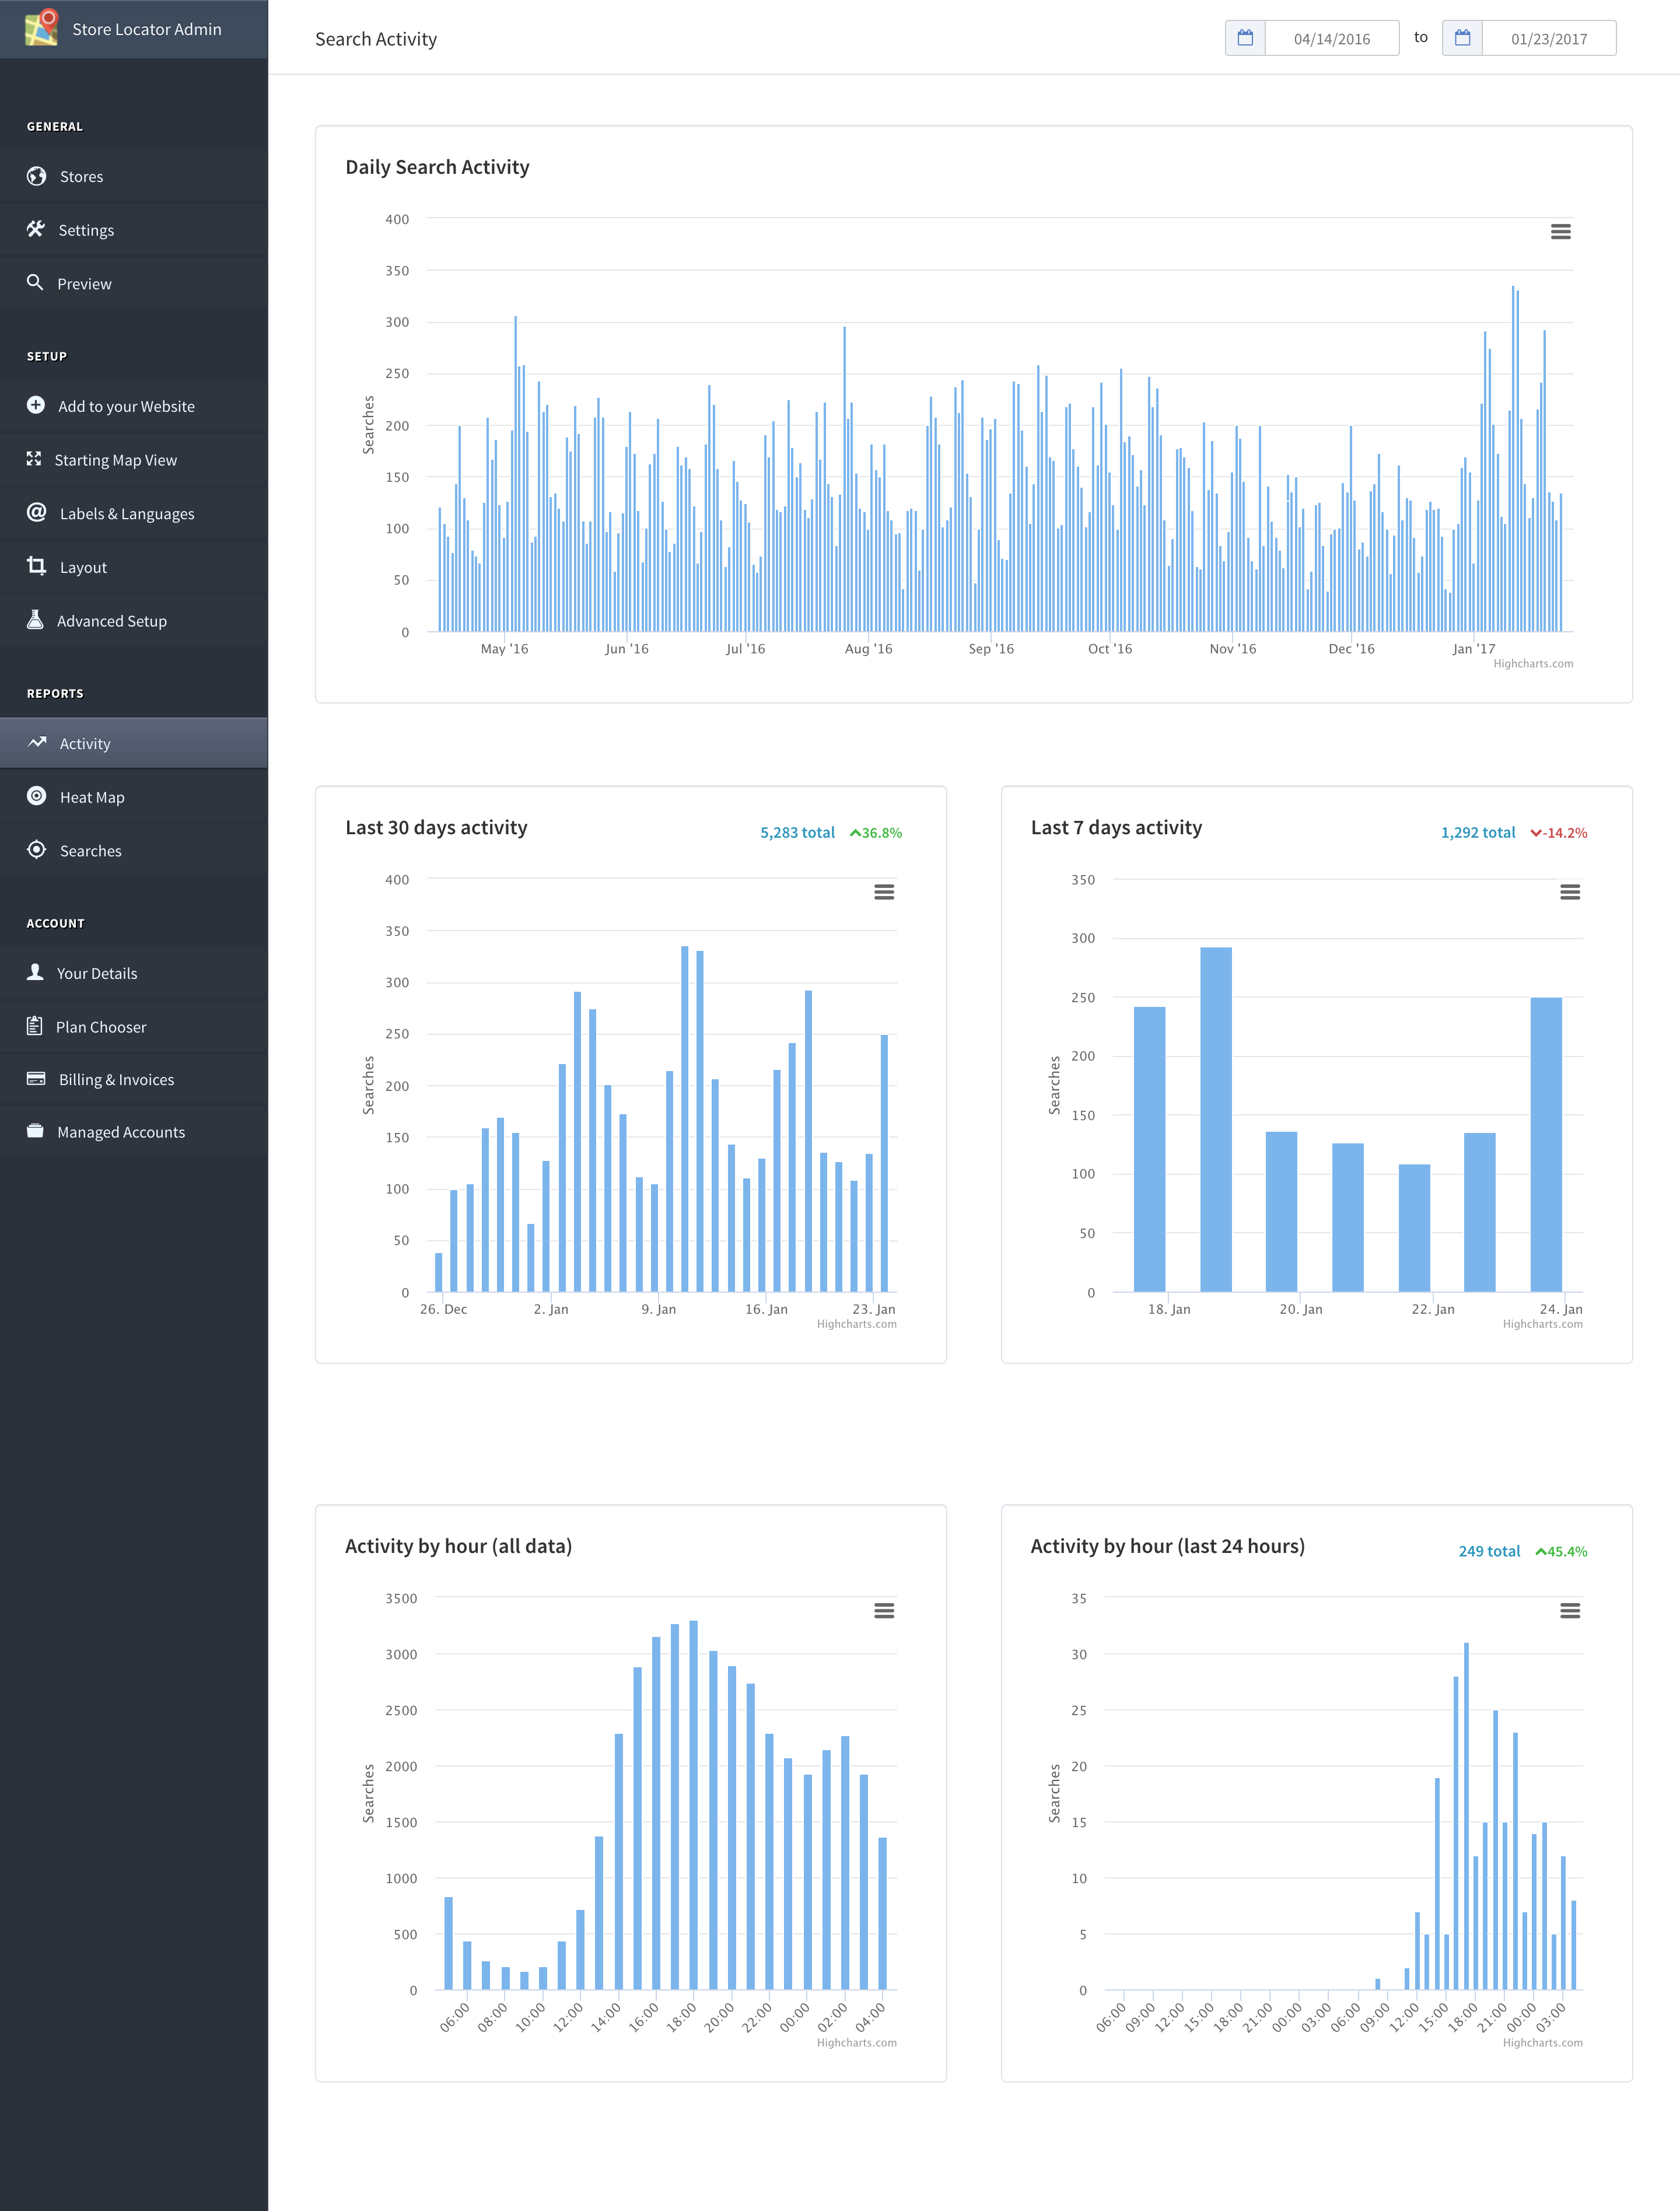 Store Locator Admin
GENERAL
Stores
Settings
Preview
SETUP
Add to your Website
Starting Map View
Labels & Languages
Layout
Advanced Setup
REPORTS
Activity
Heat Map
Searches
ACCOUNT
Your Details
Plan Chooser
Billing & Invoices
Managed Accounts
Search Activity
04/14/2016 to 01/23/2017
Daily Search Activity
400
350
300
250
200
150
100
50
0
Searches
May '16 Jun '16 Jul '16 Aug '16 Sep '16 Oct '16 Nov '16 Dec '16 Jan '17
Highcharts.com
Last 30 days activity 5,283 total 36.8%
400
350
300
250
200
150
100
50
0
Searches
26. Dec 2. Jan 9. Jan 16. Jan 23. Jan
Highcharts.com
Last 7 days activity 1,292 total -14.2%
350
300
250
200
150
100
50
0
Searches
18. Jan 20. Jan 22. Jan 24. Jan
Highcharts.com
Activity by hour (all data)
3500
3000
2500
2000
1500
1000
500
0
Searches
06:00 08:00 10:00 12:00 14:00 16:00 18:00 20:00 22:00 00:00 02:00 04:00
Highcharts.com
Activity by hour (last 24 hours) 249 total 45.4%
35
30
25
20
15
10
5
0
Searches
06:00 09:00 12:00 15:00 18:00 21:00 00:00 03:00 06:00 09:00 12:00 15:00 18:00 21:00 00:00 03:00
Highcharts.com